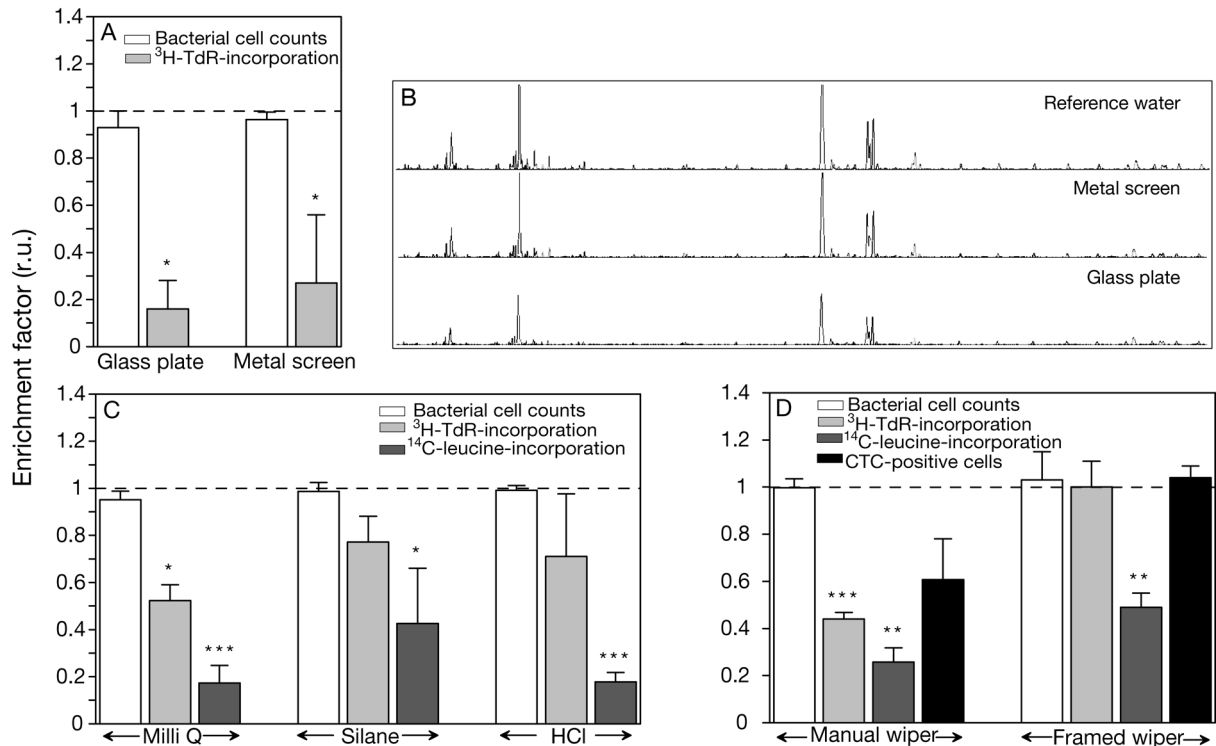 Enrichment factor (r.u.)
A
Bacterial cell counts
³H-TdR-incorporation
1.4
1.2
1
0.8
0.6
0.4
0.2
0
*
*
Glass plate
Metal screen
B
Reference water
Metal screen
Glass plate
C
Bacterial cell counts
³H-TdR-incorporation
¹⁴C-leucine-incorporation
1.4
1.2
1
0.8
0.6
0.4
0.2
0
*
***
*
***
Milli Q
Silane
HCl
D
Bacterial cell counts
³H-TdR-incorporation
¹⁴C-leucine-incorporation
CTC-positive cells
1.4
1.2
1
0.8
0.6
0.4
0.2
0
***
**
**
Manual wiper
Framed wiper